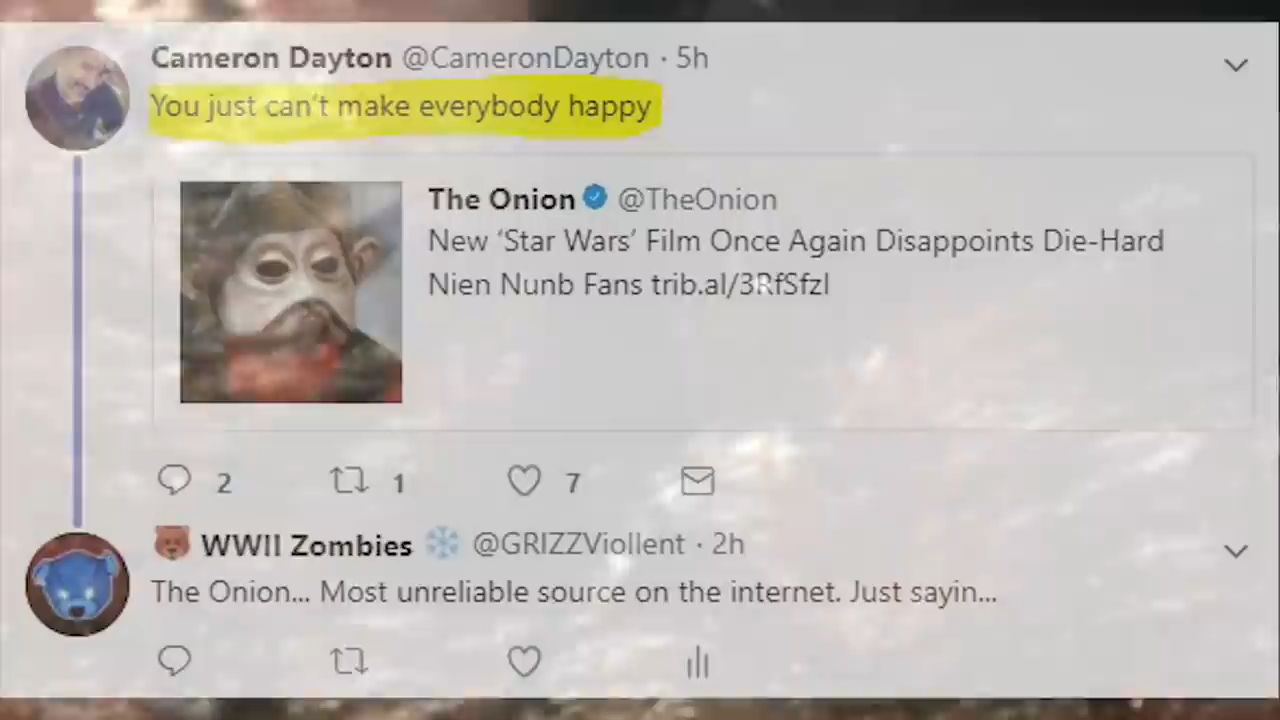 Cameron Dayton @CameronDayton · 5h
You just can't make everybody happy
The Onion @TheOnion
New ‘Star Wars’ Film Once Again Disappoints Die-Hard
Nien Nunb Fans trib.al/3RfSfzl
2 1 7
WWII Zombies @GRIZZViollent · 2h
The Onion... Most unreliable source on the internet. Just sayin...